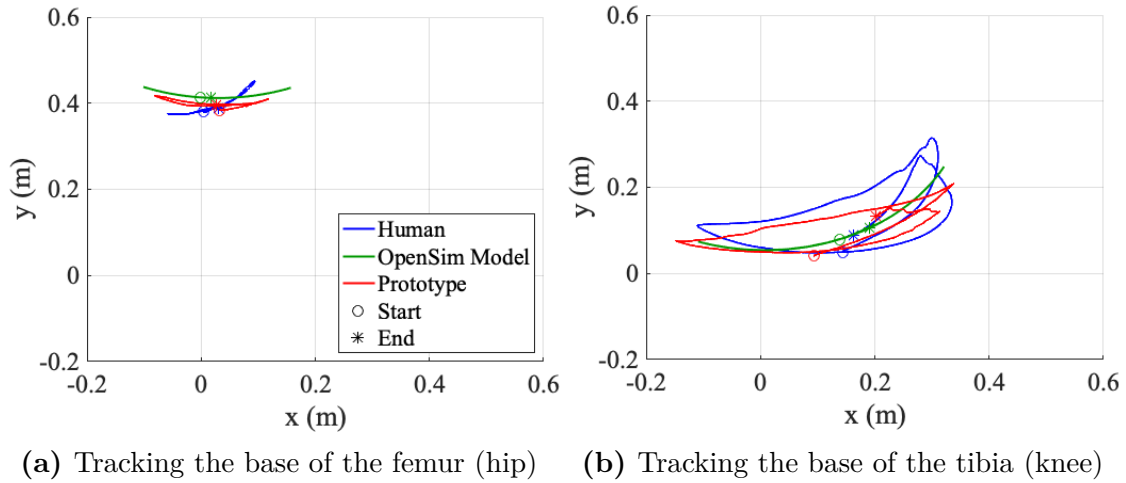 0.6
0.4
0.2
0
-0.2
y (m)
-0.2
0
0.2
0.4
0.6
x (m)
Human
OpenSim Model
Prototype
Start
End
(a) Tracking the base of the femur (hip)
0.6
0.4
0.2
0
-0.2
y (m)
-0.2
0
0.2
0.4
0.6
x (m)
(b) Tracking the base of the tibia (knee)